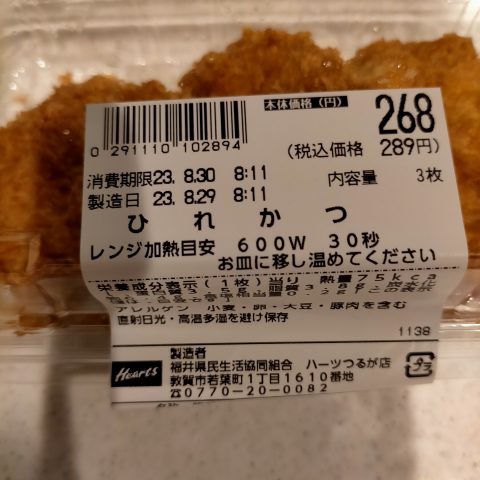 本体価格(円) 268
0 291110 102894
(税込価格 289円)
消費期限23. 8.30 8:11
内容量 3枚
製造日 23. 8.29 8:11
ひれかつ
レンジ加熱目安 600W 30秒
お皿に移し温めてください
栄養成分表示(1枚)当り 熱量75kca
アレルゲン 小麦・卵・大豆・豚肉を含む
直射日光・高温多湿を避け保存
1138
製造者
Hearts
福井県民生活協同組合 ハーツつるが店
敦賀市若葉町1丁目1610番地
☎0770-20-0082
プラ